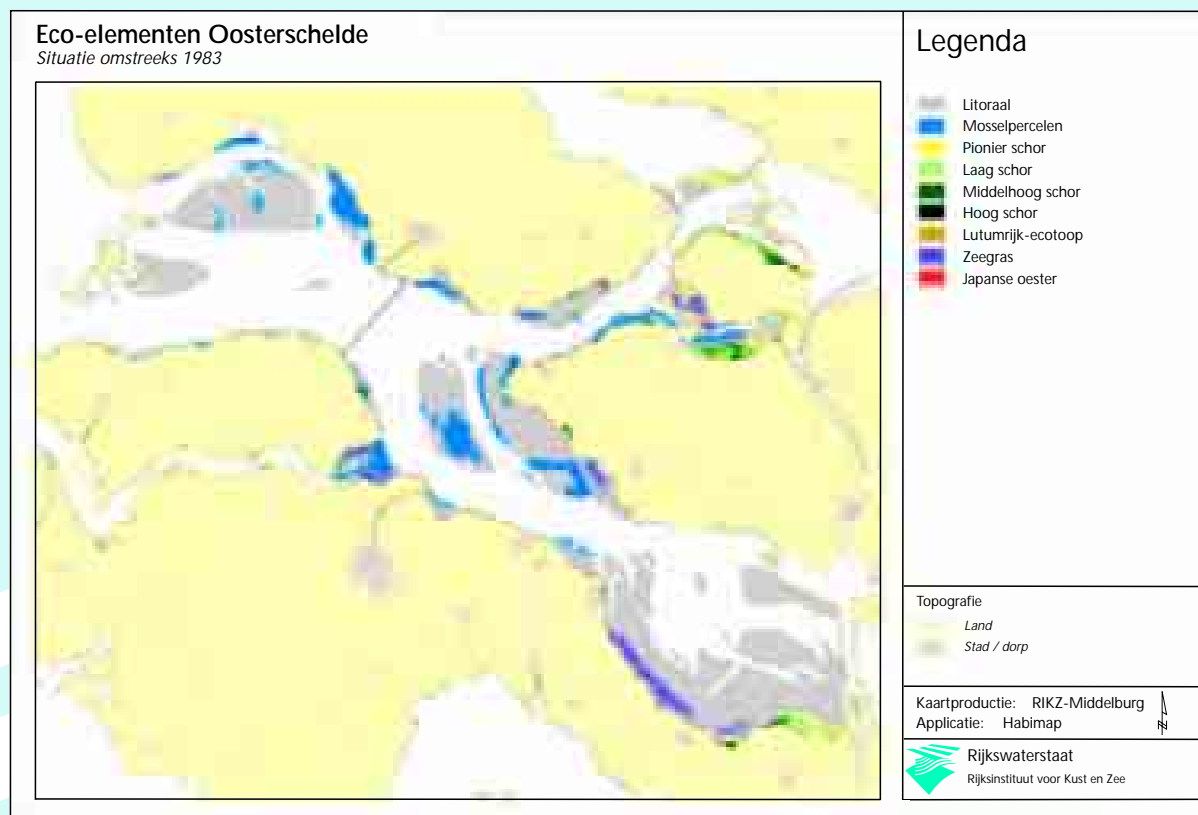 Eco-elementen Oosterschelde
Situatie omstreeks 1983
Legenda
Litoraal
Mosselpercelen
Pionier schor
Laag schor
Middelhoog schor
Hoog schor
Lutumrijk-ecotoop
Zeegras
Japanse oester
Topografie
Land
Stad / dorp
Kaartproductie: RIKZ-Middelburg
Applicatie: Habimap
N
Rijkswaterstaat
Rijksinstituut voor Kust en Zee